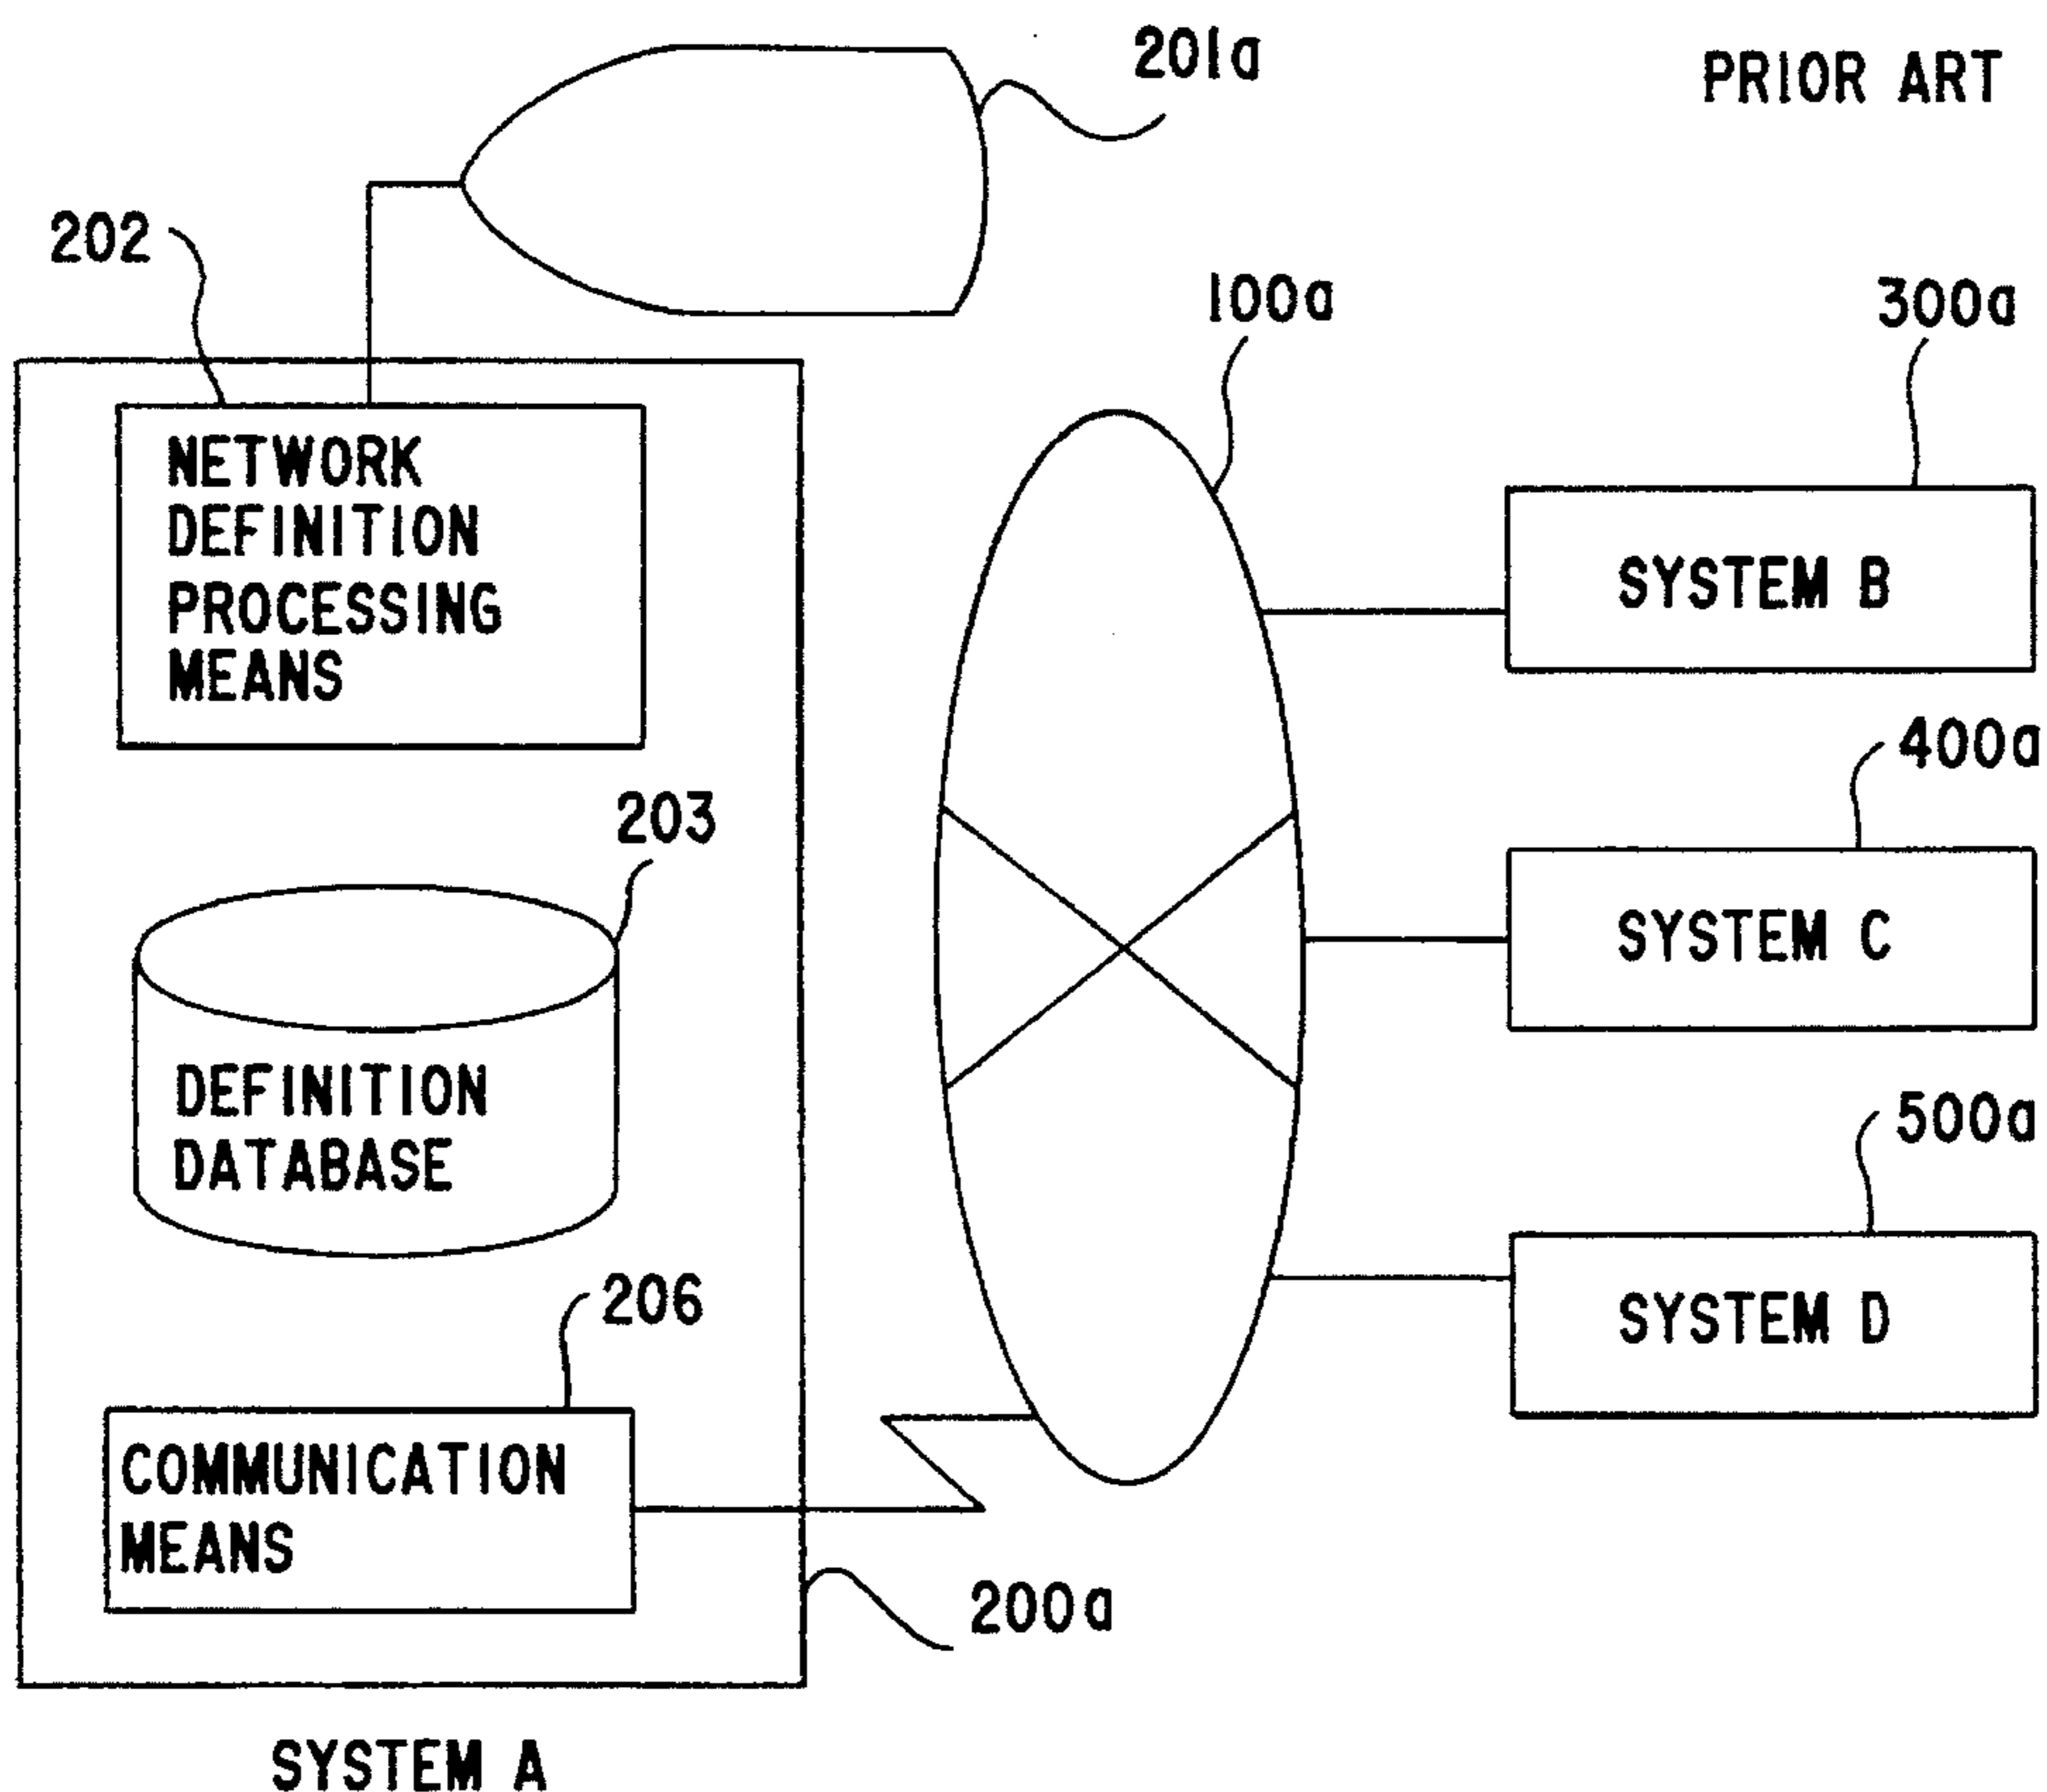 201a
PRIOR ART
202
100a
300a
NETWORK
DEFINITION
PROCESSING
MEANS
SYSTEM B
400a
203
SYSTEM C
DEFINITION
DATABASE
500a
206
SYSTEM D
COMMUNICATION
MEANS
200a
SYSTEM A